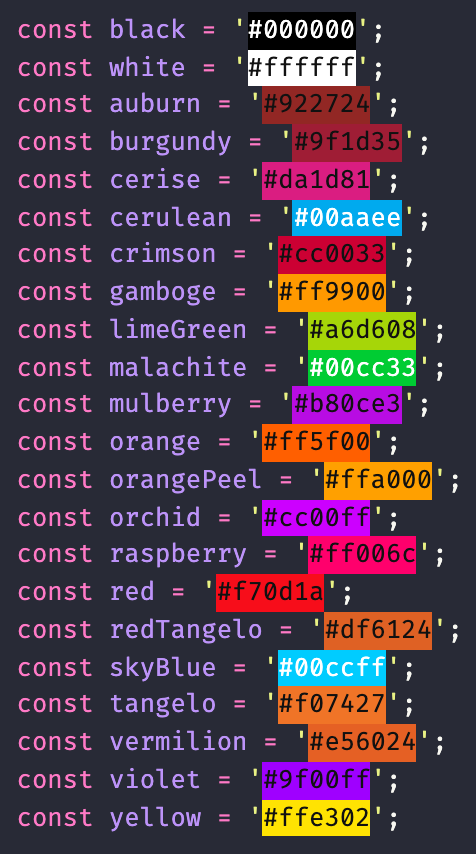 const black = '#000000';
const white = '#ffffff';
const auburn = '#922724';
const burgundy = '#9f1d35';
const cerise = '#da1d81';
const cerulean = '#00aaee';
const crimson = '#cc0033';
const gamboge = '#ff9900';
const limeGreen = '#a6d608';
const malachite = '#00cc33';
const mulberry = '#b80ce3';
const orange = '#ff5f00';
const orangePeel = '#ffa000';
const orchid = '#cc00ff';
const raspberry = '#ff006c';
const red = '#f70d1a';
const redTangelo = '#df6124';
const skyBlue = '#00ccff';
const tangelo = '#f07427';
const vermilion = '#e56024';
const violet = '#9f00ff';
const yellow = '#ffe302';